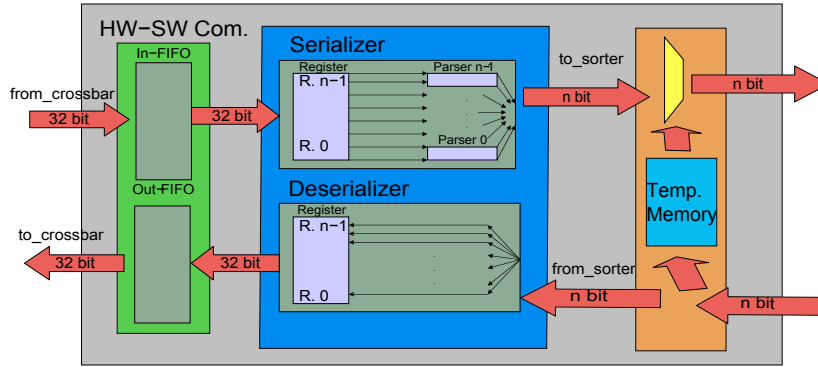 HW−SW Com.
In−FIFO
from_crossbar
32 bit
Out−FIFO
to_crossbar
32 bit
32 bit
32 bit
Serializer
Register
R. n−1
R. 0
Parser n−1
Parser 0
Deserializer
Register
R. n−1
R. 0
to_sorter
n bit
from_sorter
n bit
Temp.
Memory
n bit
n bit